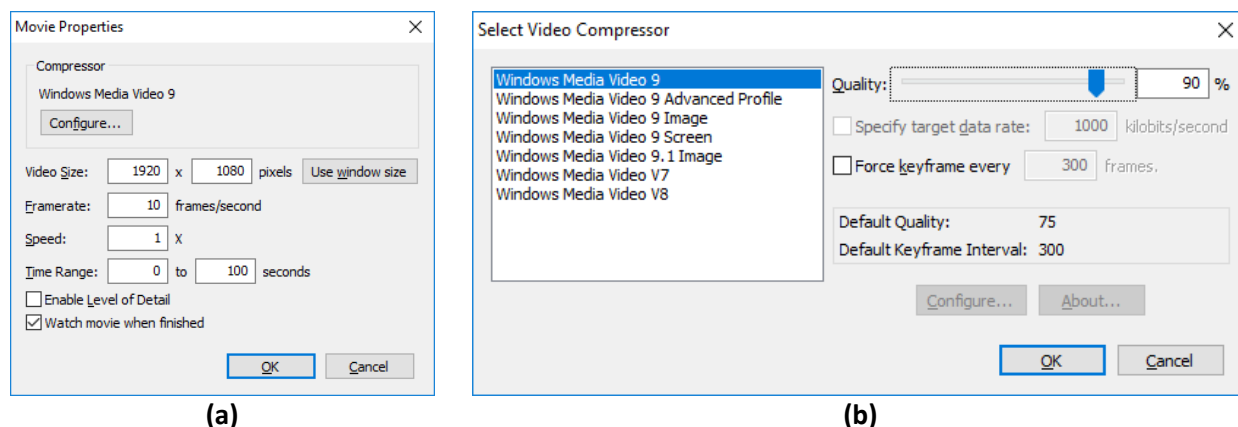 Movie Properties
Compressor
Windows Media Video 9
Configure...
Video Size: 1920 x 1080 pixels Use window size
Framerate: 10 frames/second
Speed: 1 X
Time Range: 0 to 100 seconds
Enable Level of Detail
Watch movie when finished
OK Cancel
(a)
Select Video Compressor
Windows Media Video 9
Windows Media Video 9 Advanced Profile
Windows Media Video 9 Image
Windows Media Video 9 Screen
Windows Media Video 9.1 Image
Windows Media Video V7
Windows Media Video V8
Quality: 90 %
Specify target data rate: 1000 kilobits/second
Force keyframe every 300 frames.
Default Quality: 75
Default Keyframe Interval: 300
Configure... About...
OK Cancel
(b)